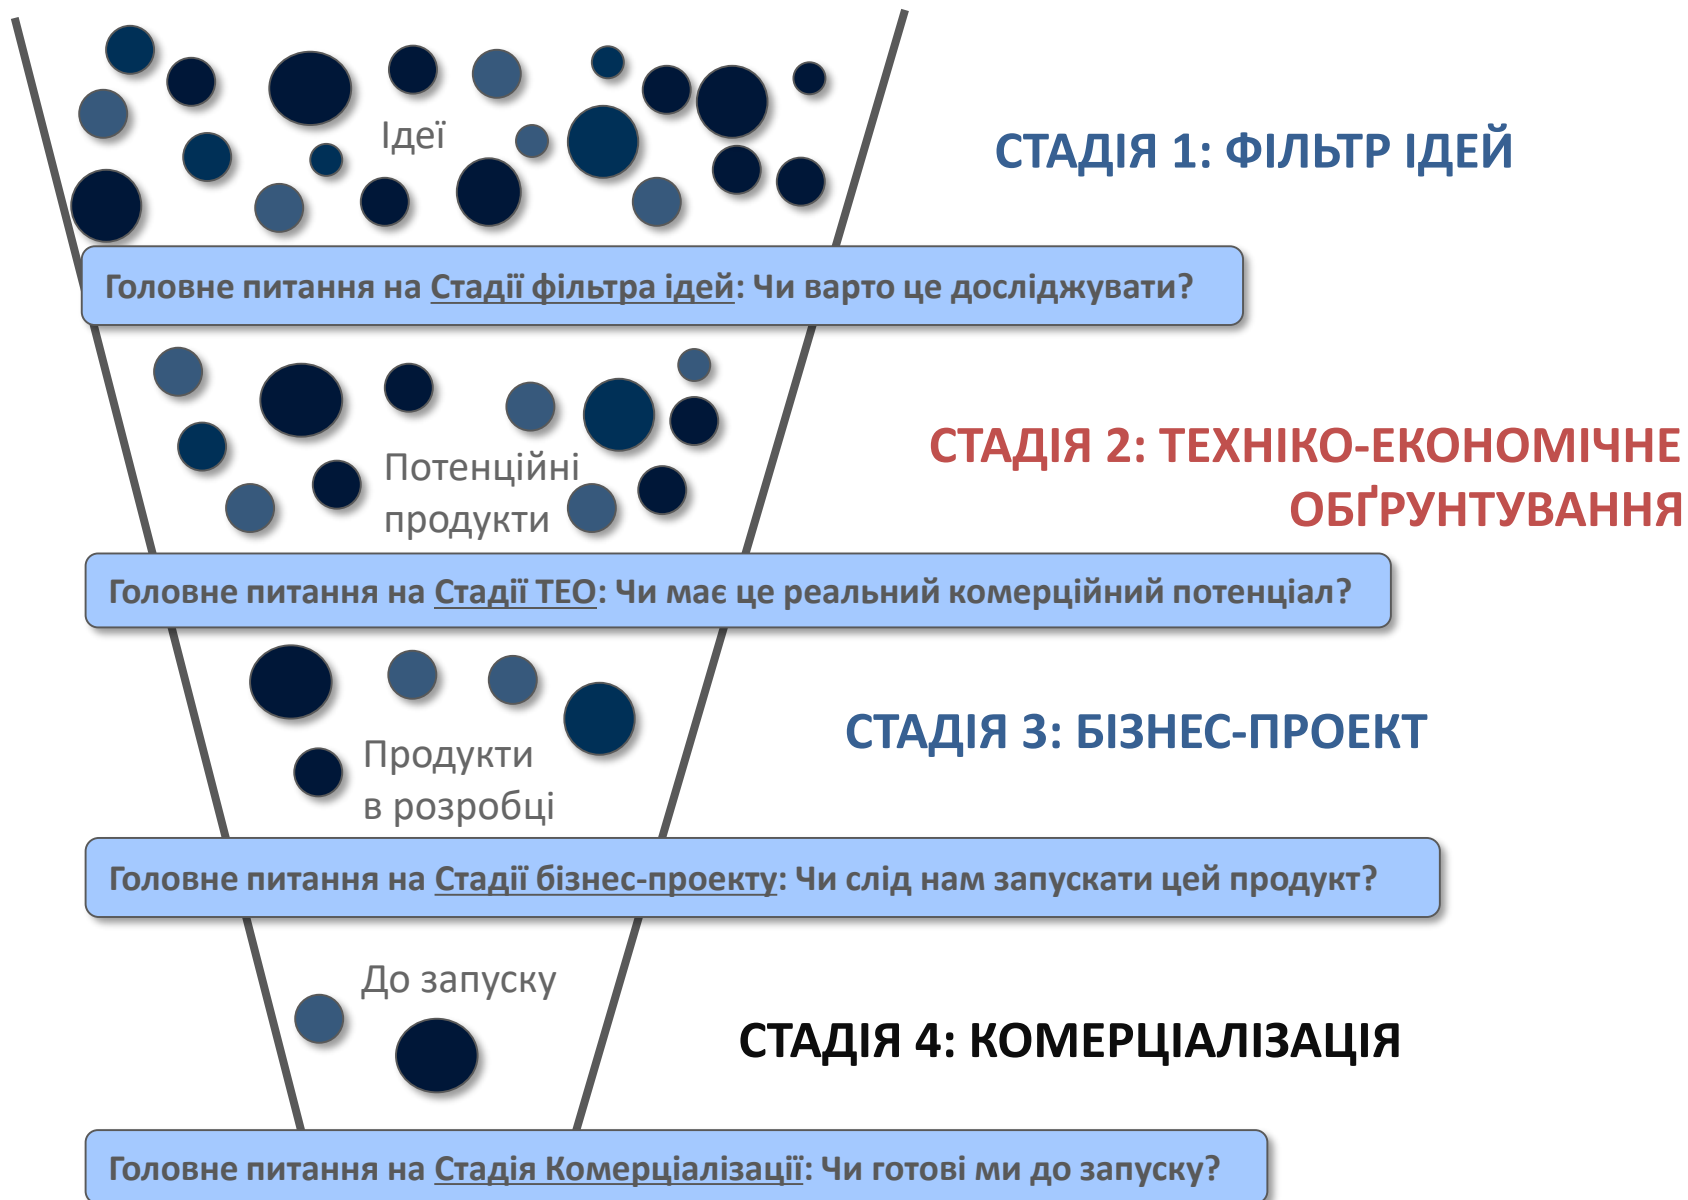 Ідеї
СТАДІЯ 1: ФІЛЬТР ІДЕЙ
Головне питання на Стадії фільтра ідей: Чи варто це досліджувати?
СТАДІЯ 2: ТЕХНІКО-ЕКОНОМІЧНЕ
ОБҐРУНТУВАННЯ
Потенційні
продукти
Головне питання на Стадії ТЕО: Чи має це реальний комерційний потенціал?
СТАДІЯ 3: БІЗНЕС-ПРОЕКТ
Продукти
в розробці
Головне питання на Стадії бізнес-проекту: Чи слід нам запускати цей продукт?
До запуску
СТАДІЯ 4: КОМЕРЦІАЛІЗАЦІЯ
Головне питання на Стадія Комерціалізації: Чи готові ми до запуску?